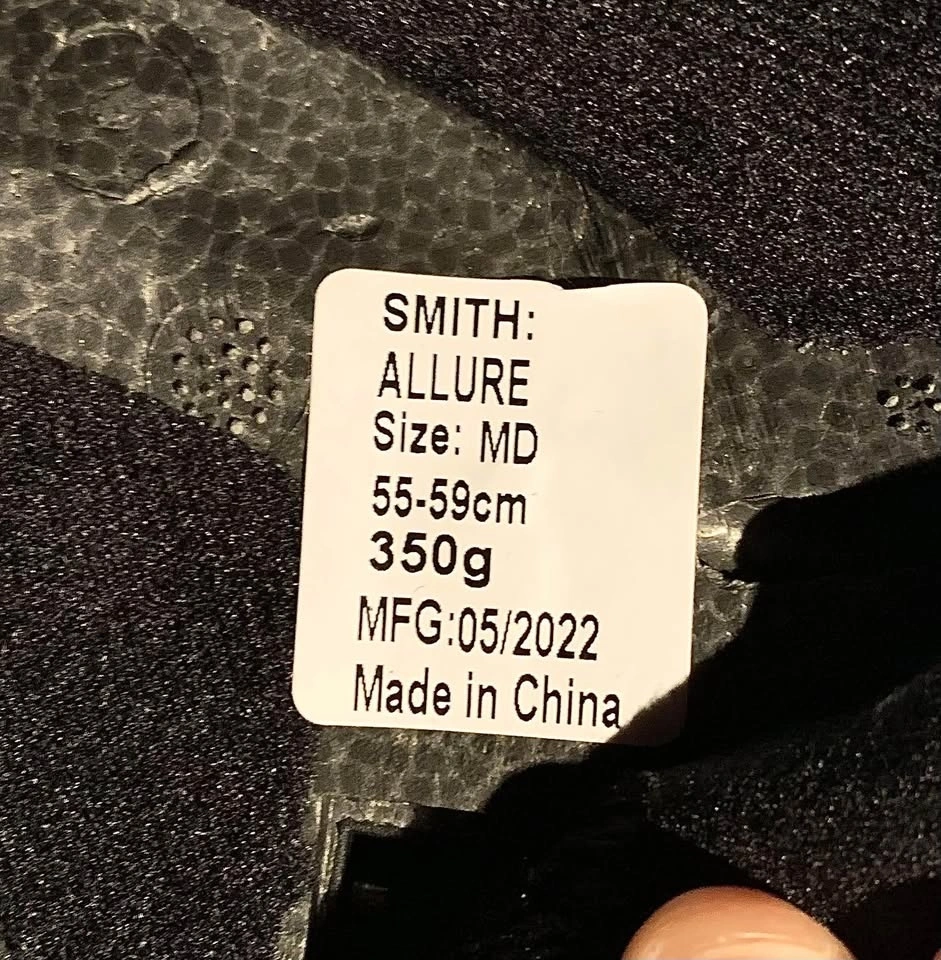 SMITH:
ALLURE
Size: MD
55-59cm
350g
MFG:05/2022
Made in China